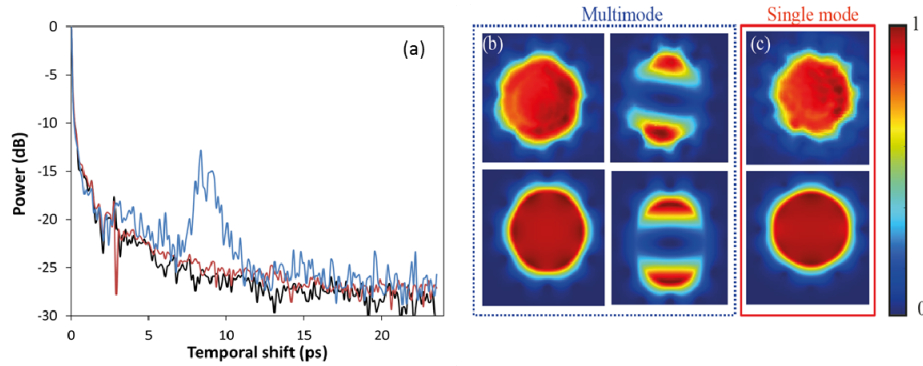 Multimode
Single mode
(a)
(b)
(c)
1
0
0
-5
-10
-15
-20
-25
-30
Power (dB)
0
5
10
15
20
Temporal shift (ps)